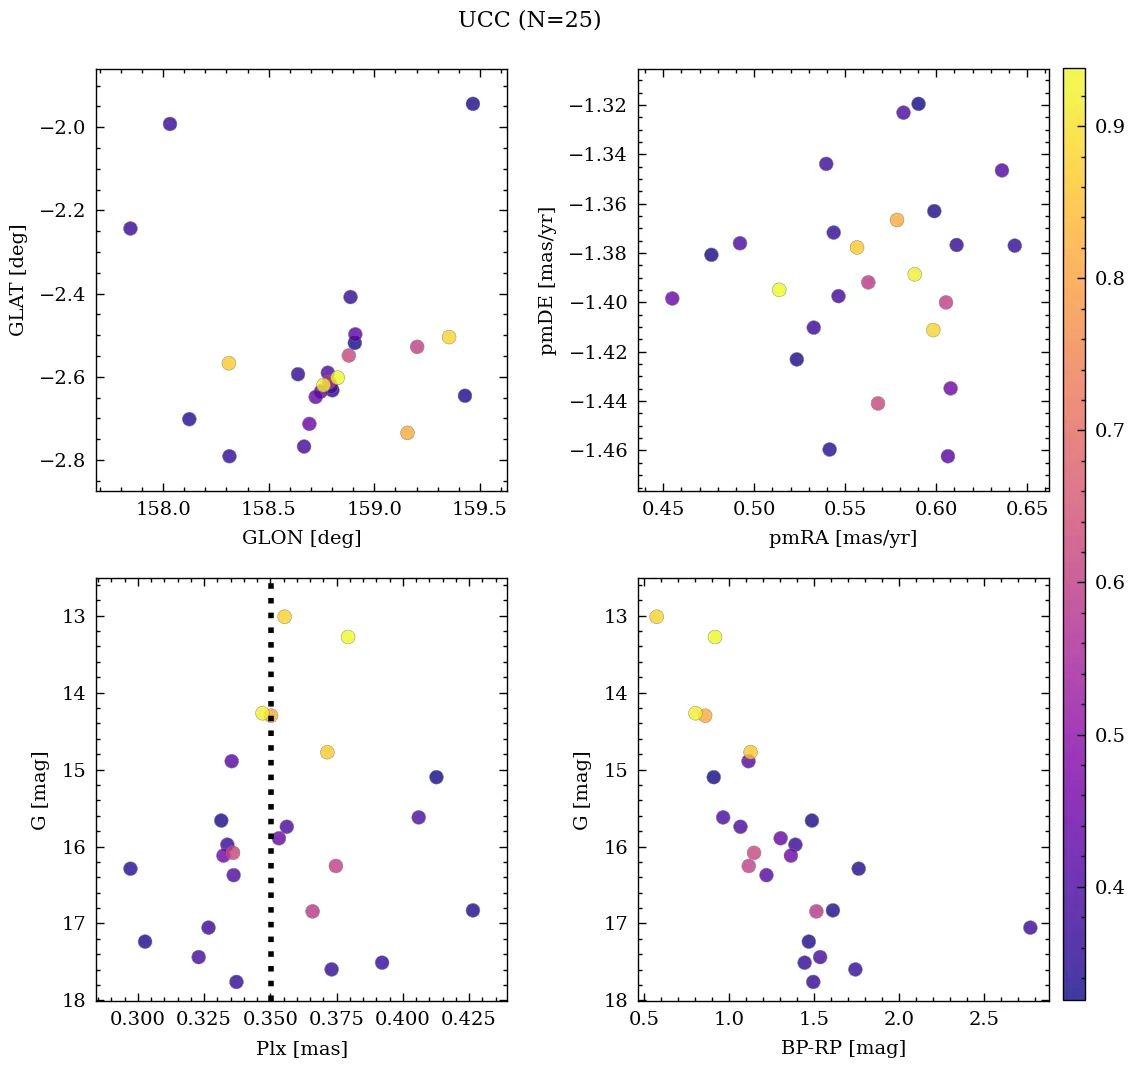 UCC (N=25)
−2.0
−2.2
−2.4
−2.6
−2.8
GLAT [deg]
158.0 158.5 159.0 159.5
GLON [deg]
−1.32
−1.34
−1.36
−1.38
−1.40
−1.42
−1.44
−1.46
pmDE [mas/yr]
0.45 0.50 0.55 0.60 0.65
pmRA [mas/yr]
13
14
15
16
17
18
G [mag]
0.300 0.325 0.350 0.375 0.400 0.425
Plx [mas]
13
14
15
16
17
18
G [mag]
0.5 1.0 1.5 2.0 2.5
BP-RP [mag]
0.9
0.8
0.7
0.6
0.5
0.4